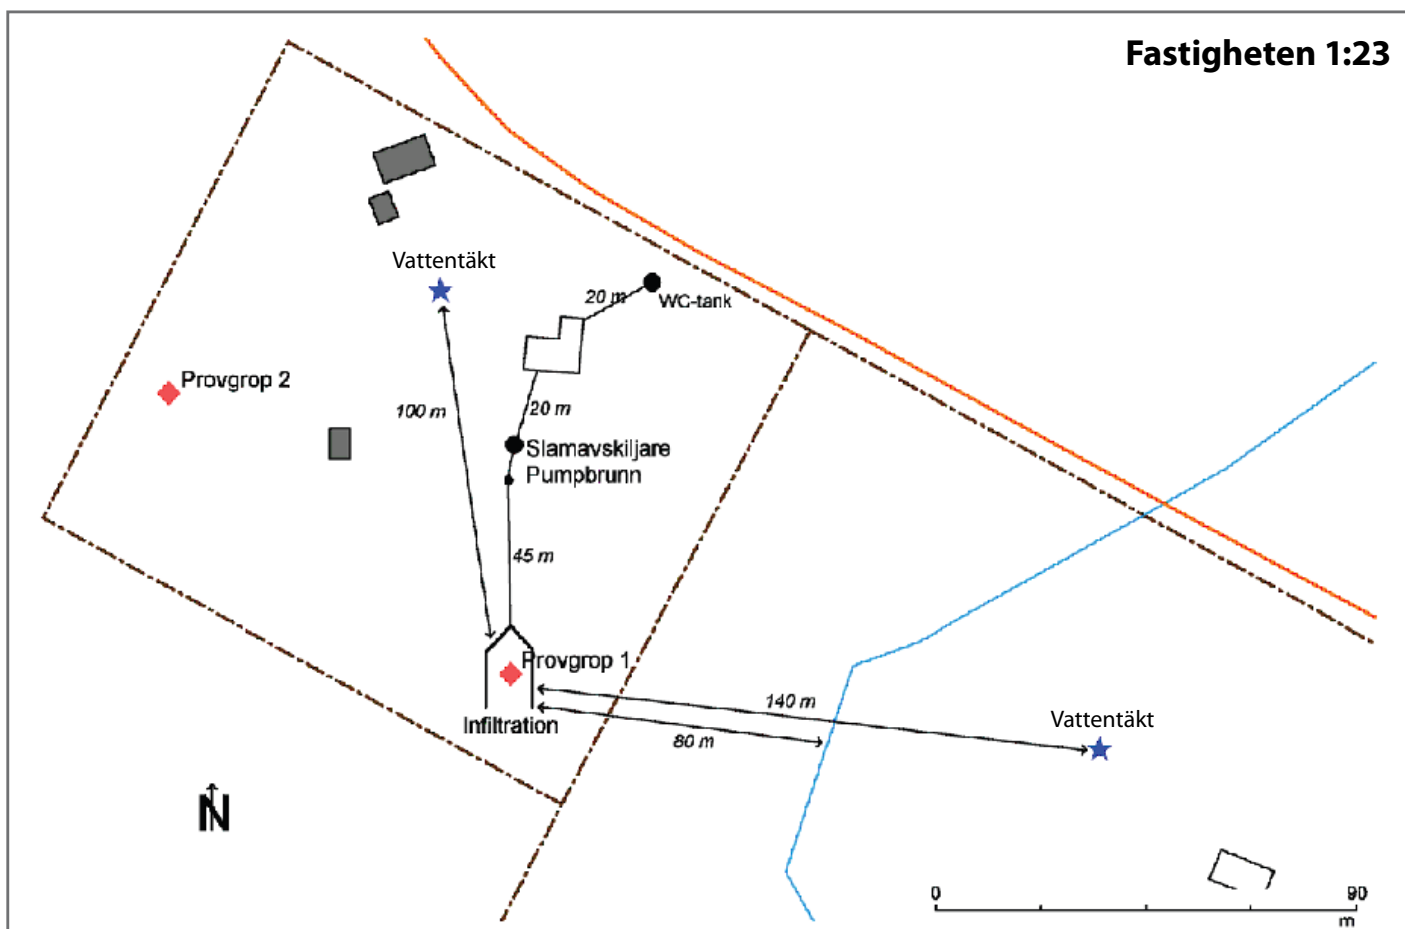 Fastigheten 1:23
Vattentäkt
20 m
WC-tank
Provgrop 2
100 m
20 m
Slamavskiljare
Pumpbrunn
45 m
Provgrop 1
Infiltration
140 m
80 m
Vattentäkt
N
0
90
m